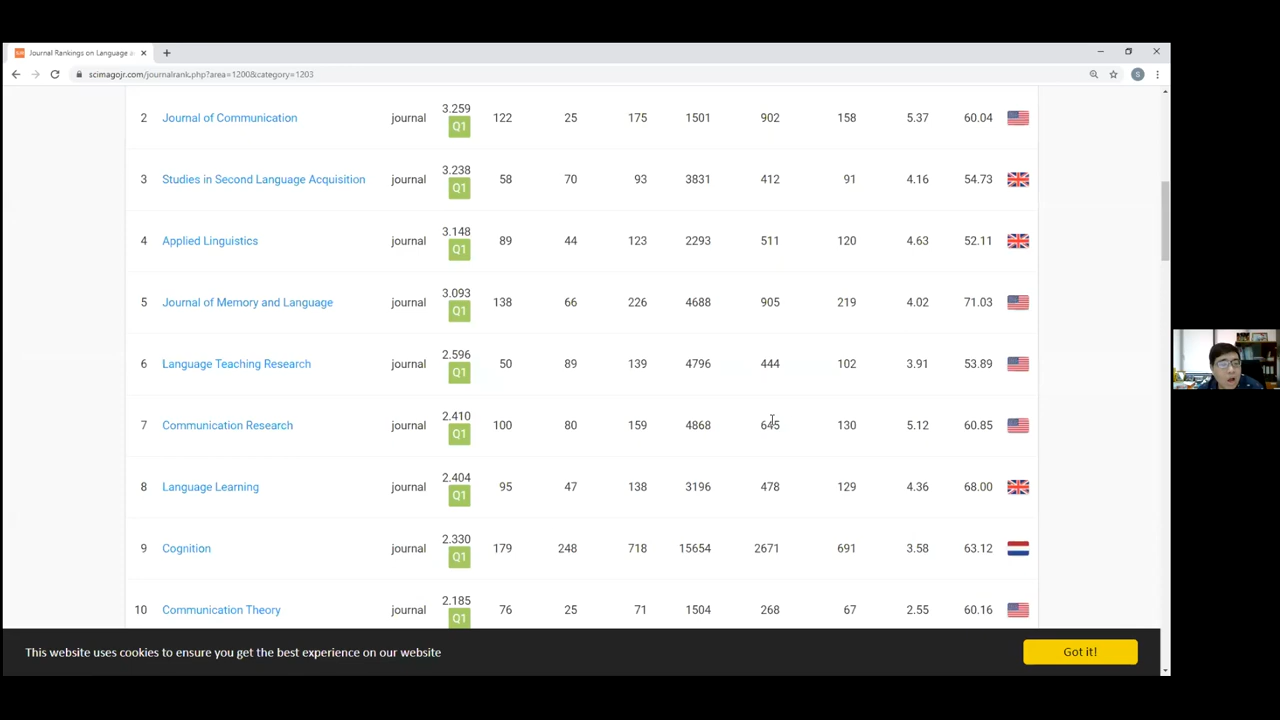 Journal Rankings on Language a
scimagojr.com/journalrank.php?area=1200&category=1203
S
2 Journal of Communication journal 3.259 Q1 122 25 175 1501 902 158 5.37 60.04
3 Studies in Second Language Acquisition journal 3.238 Q1 58 70 93 3831 412 91 4.16 54.73
4 Applied Linguistics journal 3.148 Q1 89 44 123 2293 511 120 4.63 52.11
5 Journal of Memory and Language journal 3.093 Q1 138 66 226 4688 905 219 4.02 71.03
6 Language Teaching Research journal 2.596 Q1 50 89 139 4796 444 102 3.91 53.89
7 Communication Research journal 2.410 Q1 100 80 159 4868 645 130 5.12 60.85
8 Language Learning journal 2.404 Q1 95 47 138 3196 478 129 4.36 68.00
9 Cognition journal 2.330 Q1 179 248 718 15654 2671 691 3.58 63.12
10 Communication Theory journal 2.185 Q1 76 25 71 1504 268 67 2.55 60.16
This website uses cookies to ensure you get the best experience on our website Got it!